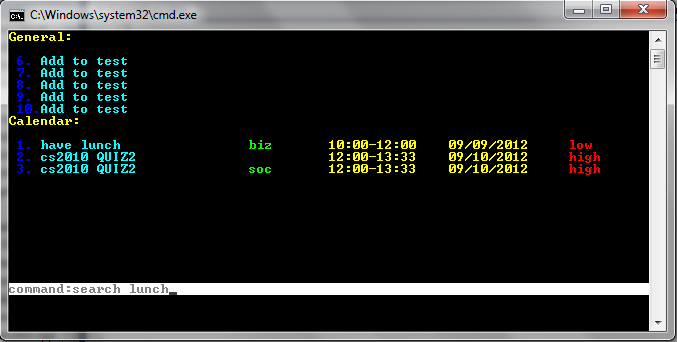 C:\Windows\system32\cmd.exe
General:
6. Add to test
7. Add to test
8. Add to test
9. Add to test
10.Add to test
Calendar:
1. have lunch biz 10:00-12:00 09/09/2012 low
2. cs2010 QUIZ2 12:00-13:33 09/10/2012 high
3. cs2010 QUIZ2 soc 12:00-13:33 09/10/2012 high
command:search lunch_